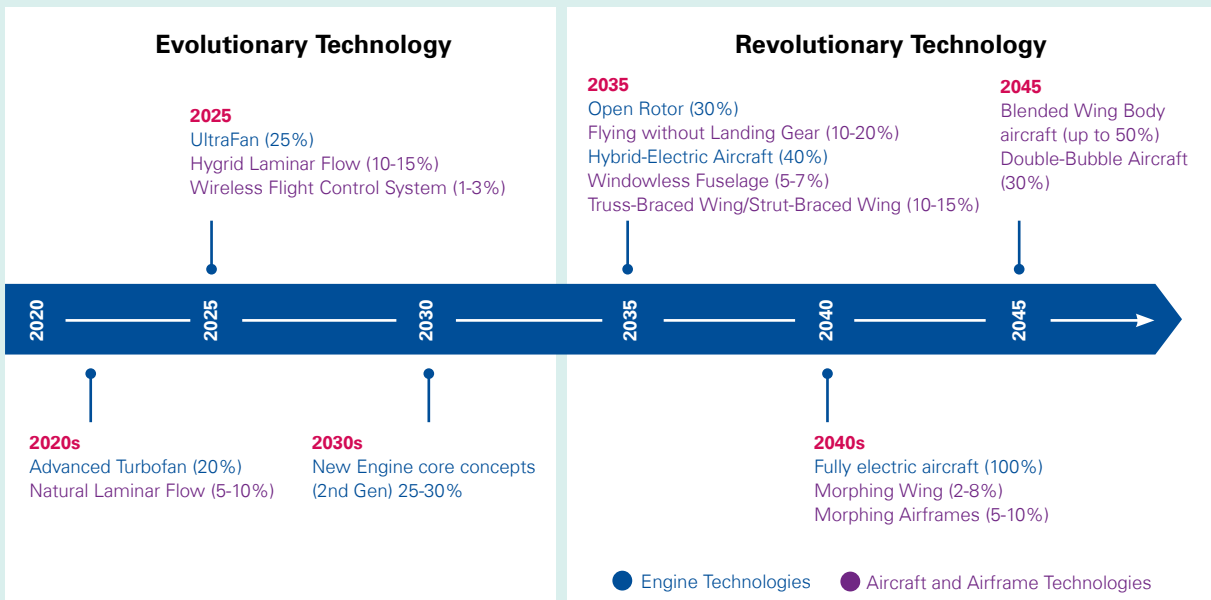 Evolutionary Technology
2025
UltraFan (25%)
Hygrid Laminar Flow (10-15%)
Wireless Flight Control System (1-3%)
Revolutionary Technology
2035
Open Rotor (30%)
Flying without Landing Gear (10-20%)
Hybrid-Electric Aircraft (40%)
Windowless Fuselage (5-7%)
Truss-Braced Wing/Strut-Braced Wing (10-15%)
2045
Blended Wing Body
aircraft (up to 50%)
Double-Bubble Aircraft
(30%)
2020
2025
2030
2035
2040
2045
2020s
Advanced Turbofan (20%)
Natural Laminar Flow (5-10%)
2030s
New Engine core concepts
(2nd Gen) 25-30%
2040s
Fully electric aircraft (100%)
Morphing Wing (2-8%)
Morphing Airframes (5-10%)
Engine Technologies
Aircraft and Airframe Technologies